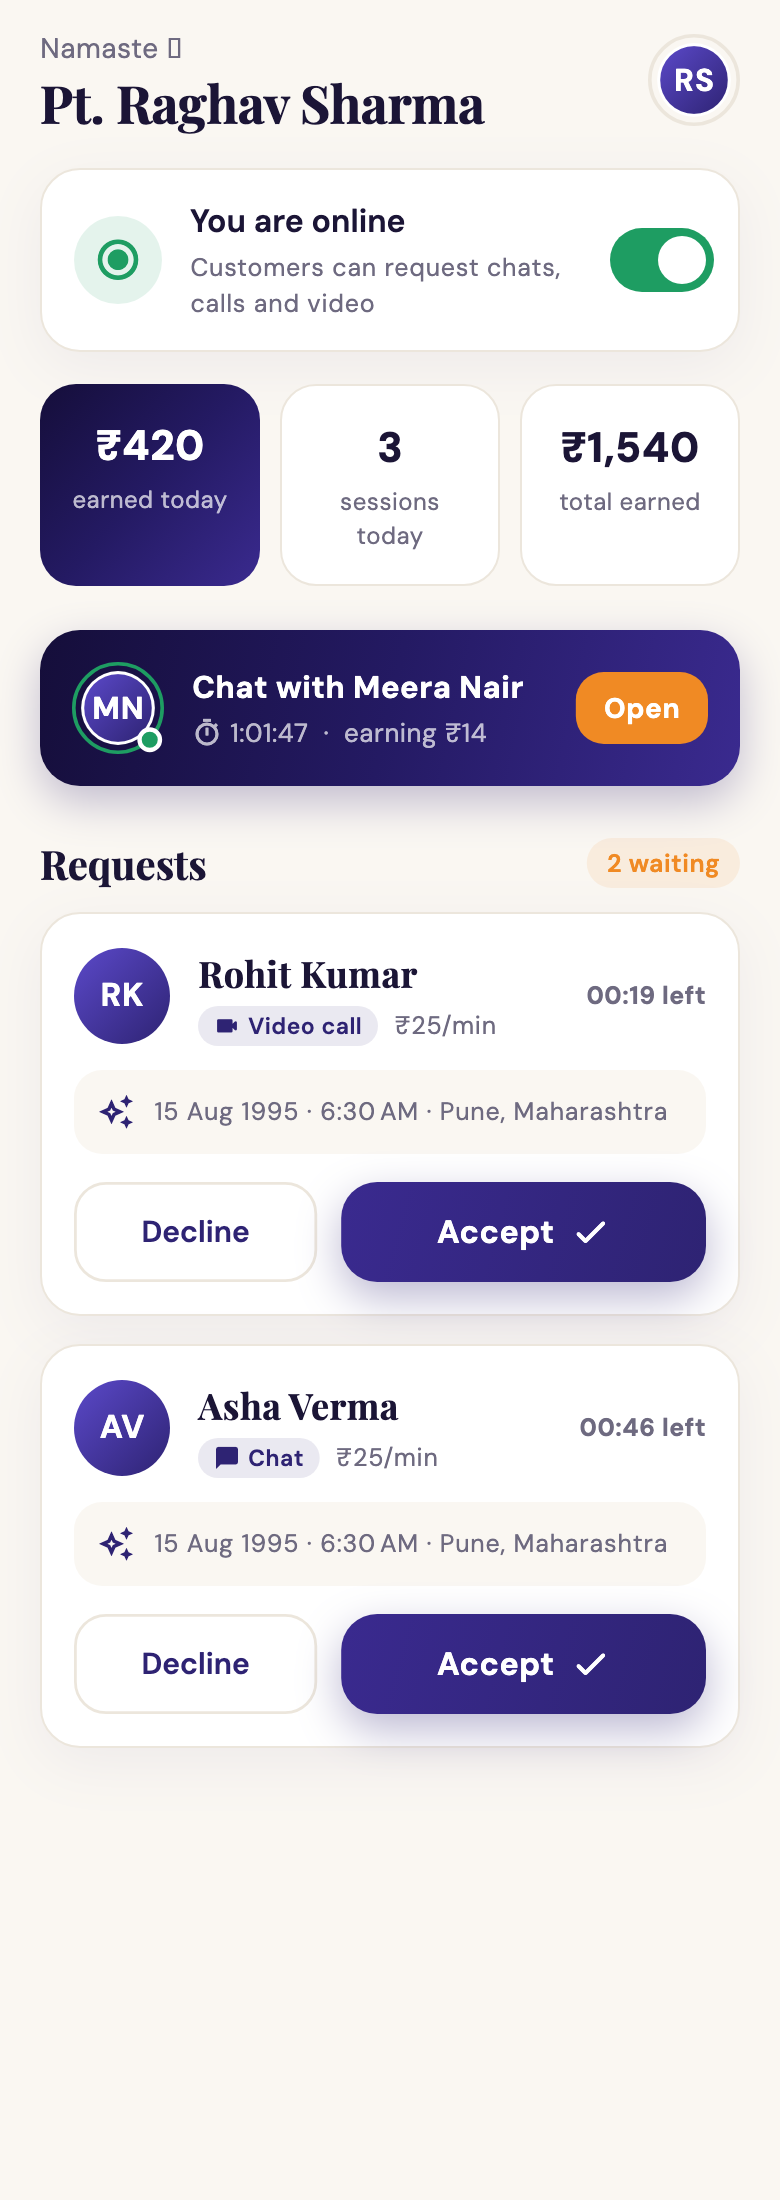 Namaste
Pt. Raghav Sharma
RS
You are online
Customers can request chats,
calls and video
₹420
earned today
3
sessions
today
₹1,540
total earned
MN
Chat with Meera Nair
1:01:47 · earning ₹14
Open
Requests
2 waiting
RK
Rohit Kumar
Video call
₹25/min
00:19 left
15 Aug 1995 · 6:30 AM · Pune, Maharashtra
Decline
Accept
AV
Asha Verma
Chat
₹25/min
00:46 left
15 Aug 1995 · 6:30 AM · Pune, Maharashtra
Decline
Accept